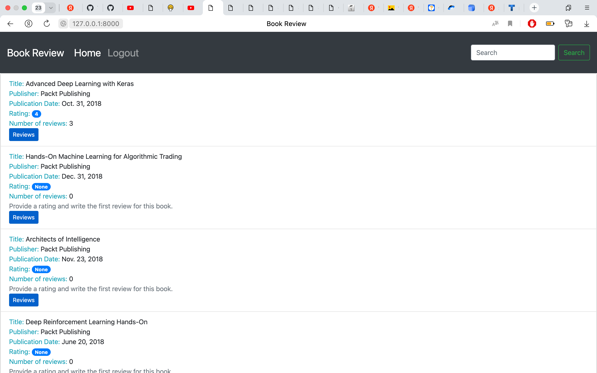 23
127.0.0.1:8000
Book Review
Book Review Home Logout
Search
Search
Title: Advanced Deep Learning with Keras
Publisher: Packt Publishing
Publication Date: Oct. 31, 2018
Rating: 4
Number of reviews: 3
Reviews
Title: Hands-On Machine Learning for Algorithmic Trading
Publisher: Packt Publishing
Publication Date: Dec. 31, 2018
Rating: None
Number of reviews: 0
Provide a rating and write the first review for this book.
Reviews
Title: Architects of Intelligence
Publisher: Packt Publishing
Publication Date: Nov. 23, 2018
Rating: None
Number of reviews: 0
Provide a rating and write the first review for this book.
Reviews
Title: Deep Reinforcement Learning Hands-On
Publisher: Packt Publishing
Publication Date: June 20, 2018
Rating: None
Number of reviews: 0
Provide a rating and write the first review for this book.